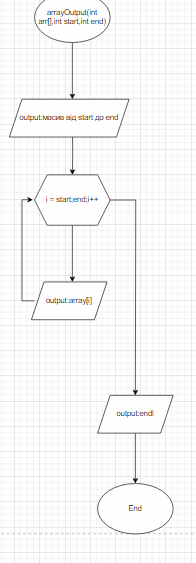 arrayOutput(int
arr[],int start,int end)
output:масив від start до end
i = start;end;i++
output:array[i]
output:endl
End